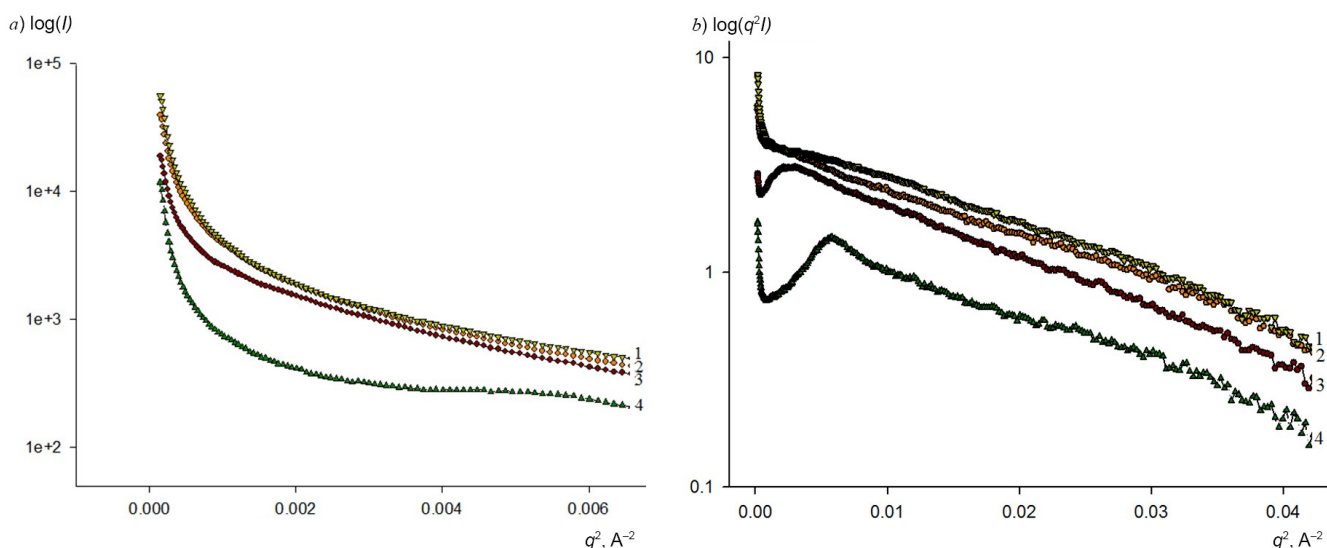 a) log(I)
1e+5
1e+4
1e+3
1e+2
1
2
3
4
0.000
0.002
0.004
0.006
q², A⁻²
b) log(q²I)
10
1
0.1
1
2
3
4
0.00
0.01
0.02
0.03
0.04
q², A⁻²